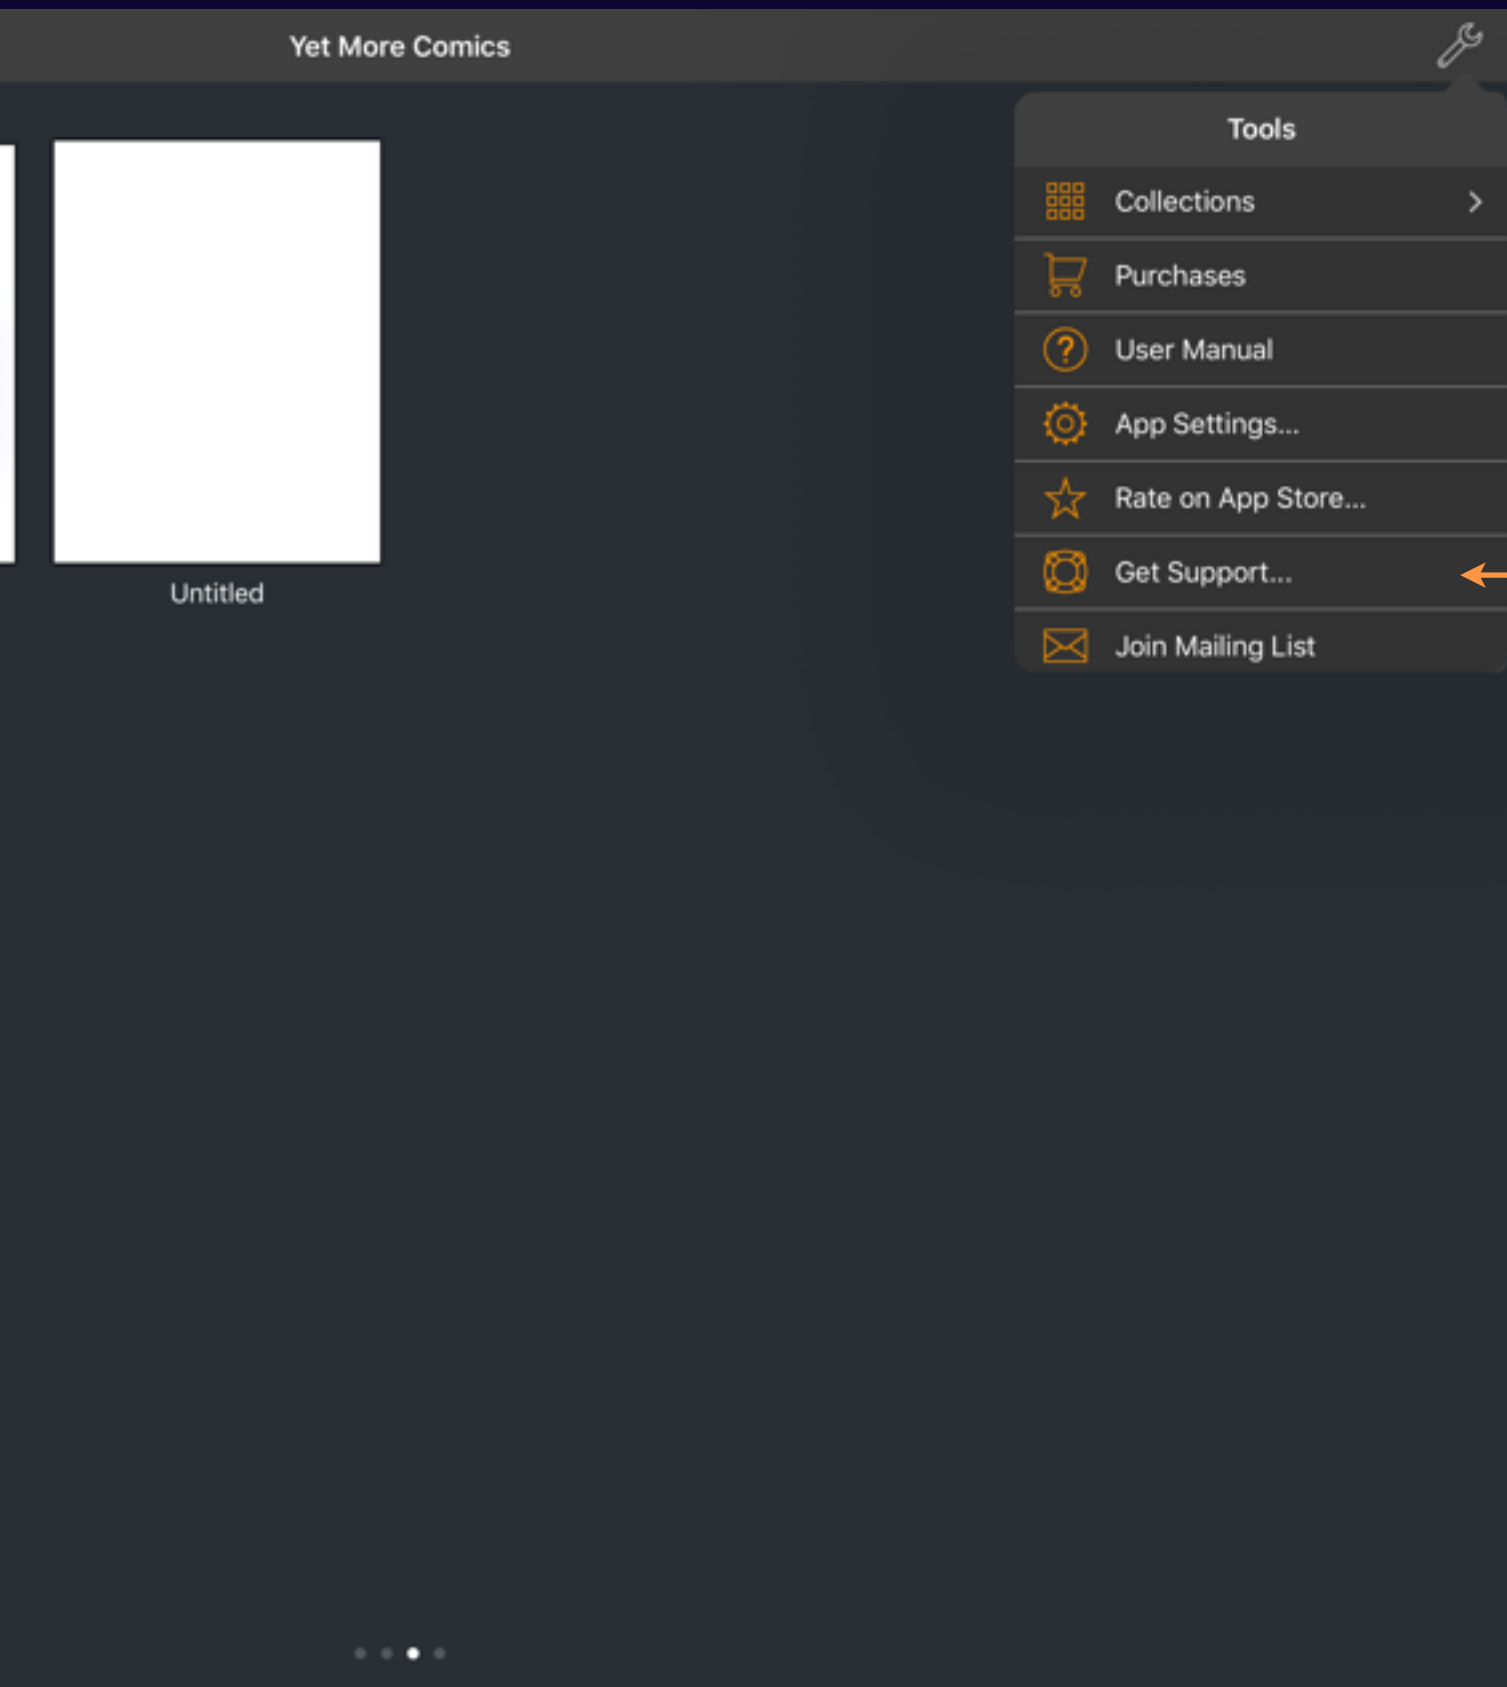 Yet More Comics
Tools
Collections
Purchases
User Manual
App Settings...
Rate on App Store...
Get Support...
Join Mailing List
Untitled